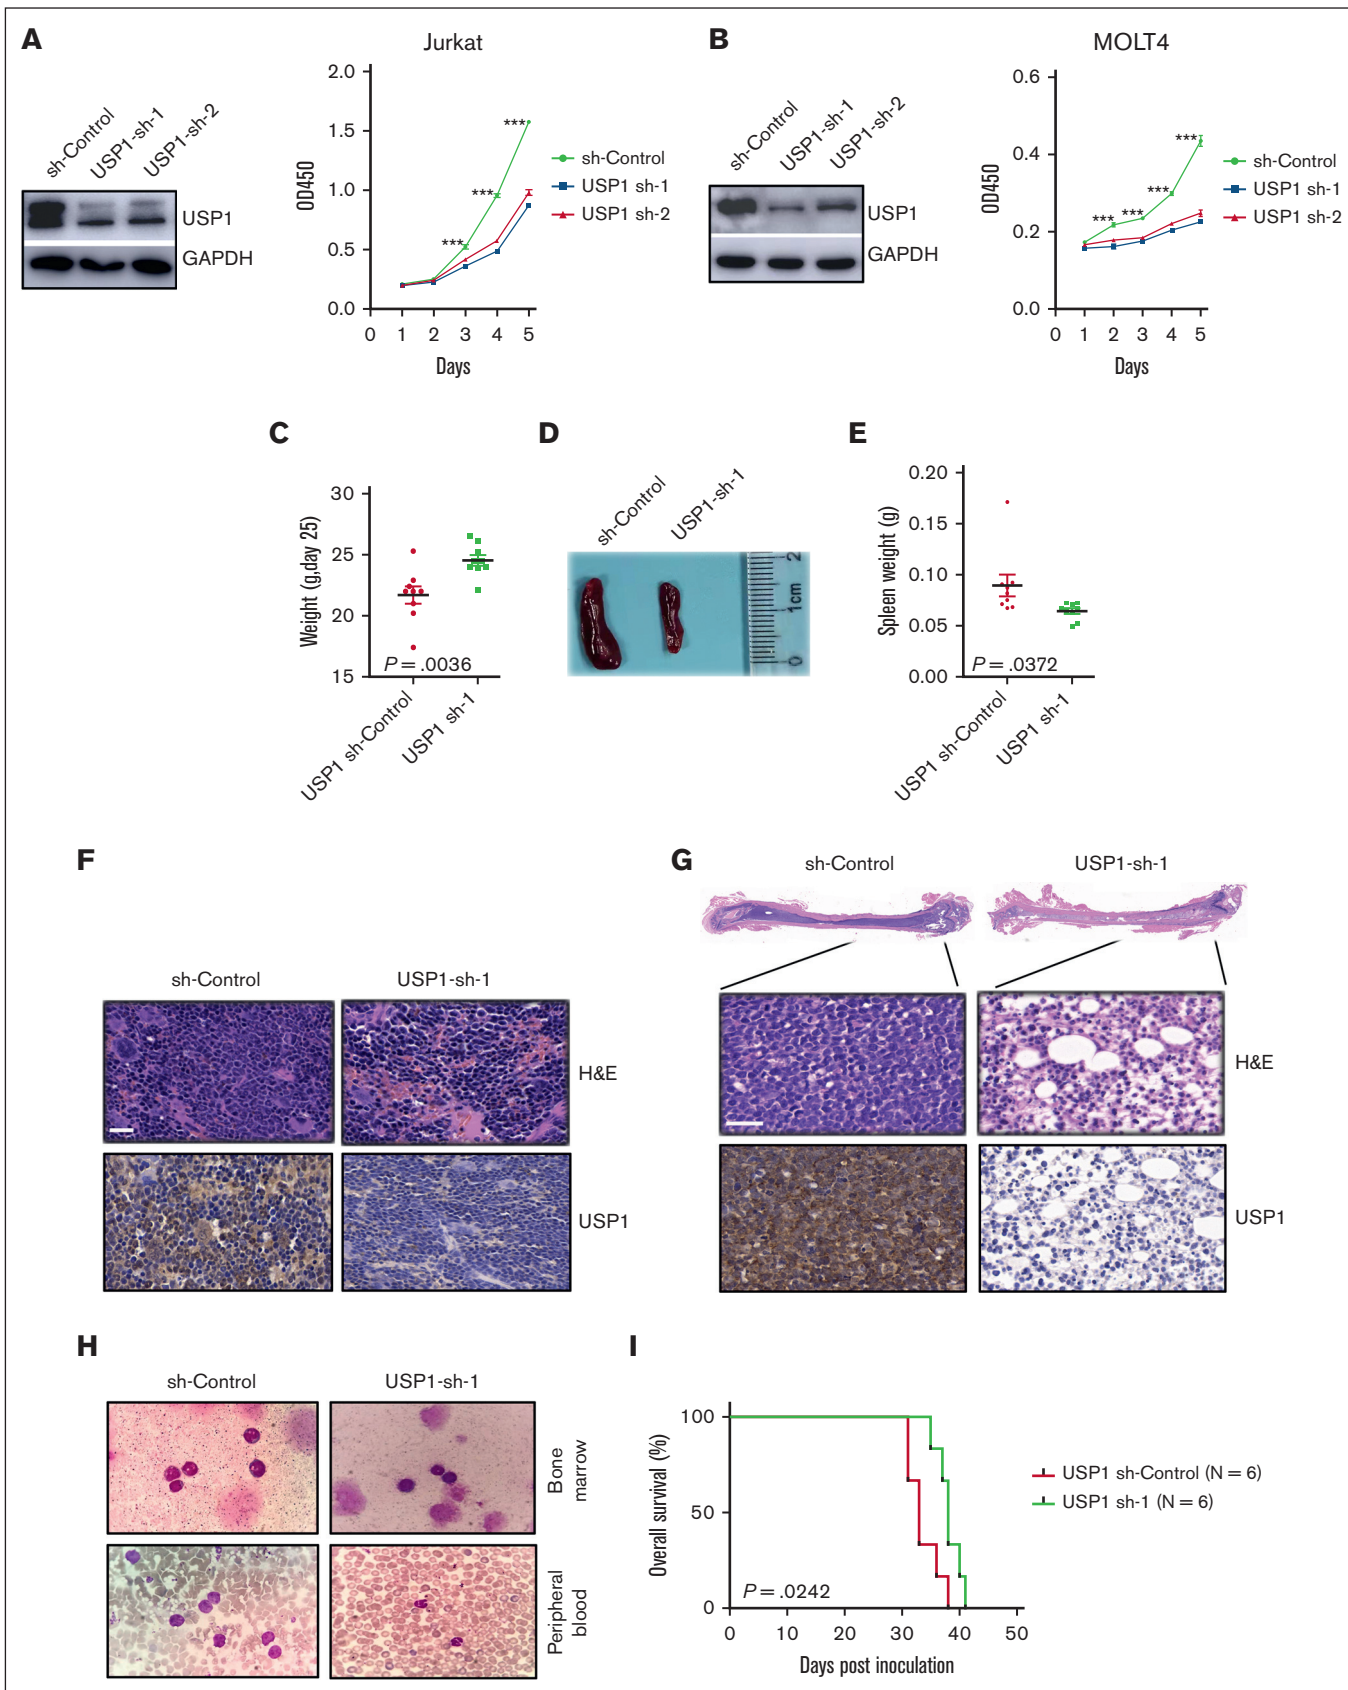 A
Jurkat
sh-Control
USP1-sh-1
USP1-sh-2
USP1
GAPDH
OD450
2.0
1.5
1.0
0.5
0.0
***
***
***
0 1 2 3 4 5
Days
sh-Control
USP1 sh-1
USP1 sh-2
B
MOLT4
sh-Control
USP1-sh-1
USP1-sh-2
USP1
GAPDH
OD450
0.6
0.4
0.2
0.0
***
***
***
***
0 1 2 3 4 5
Days
sh-Control
USP1 sh-1
USP1 sh-2
C
Weight (g,day 25)
30
25
20
15
P = .0036
USP1 sh-Control
USP1 sh-1
D
sh-Control
USP1-sh-1
2
1cm
0
E
Spleen weight (g)
0.20
0.15
0.10
0.05
0.00
P = .0372
USP1 sh-Control
USP1 sh-1
F
sh-Control
USP1-sh-1
H&E
USP1
G
sh-Control
USP1-sh-1
H&E
USP1
H
sh-Control
USP1-sh-1
Bone
marrow
Peripheral
blood
I
Overall survival (%)
100
50
0
P = .0242
0 10 20 30 40 50
Days post inoculation
USP1 sh-Control (N = 6)
USP1 sh-1 (N = 6)